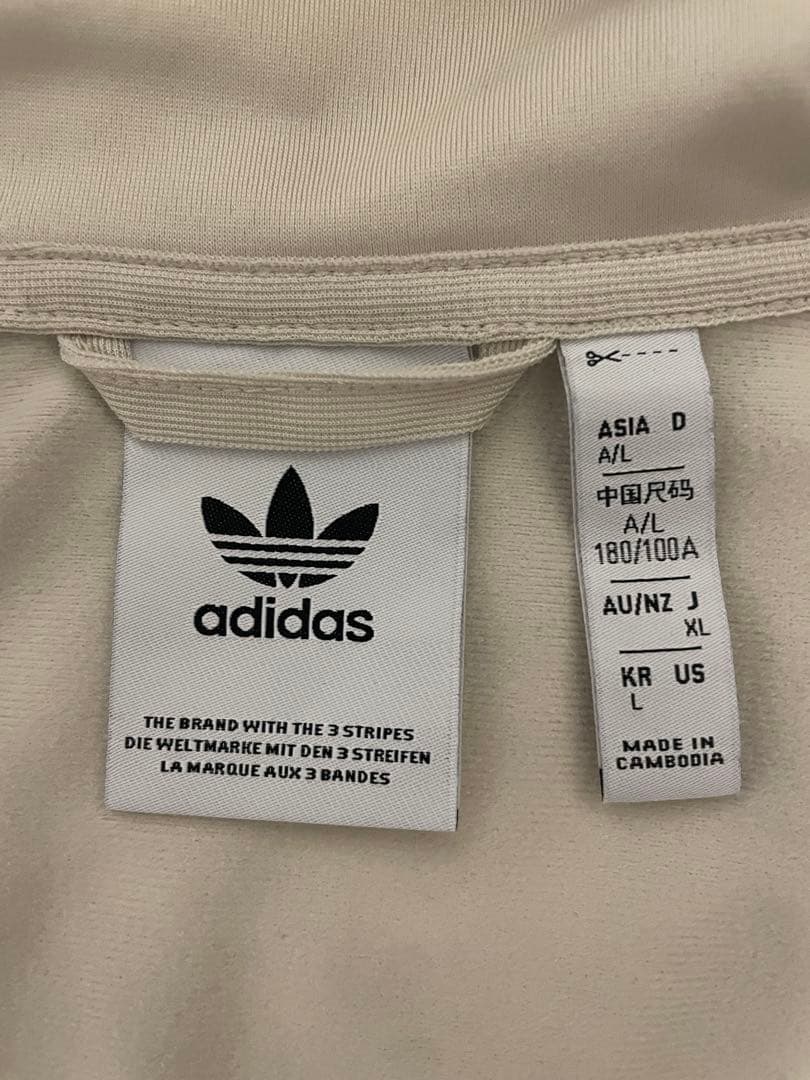 adidas
THE BRAND WITH THE 3 STRIPES
DIE WELTMARKE MIT DEN 3 STREIFEN
LA MARQUE AUX 3 BANDES
ASIA D
A/L
中国尺码
A/L
180/100A
AU/NZ J
XL
KR US
L
MADE IN
CAMBODIA